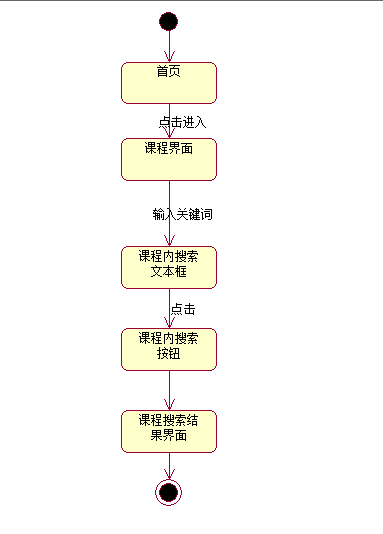 首页
点击进入
课程界面
输入关键词
课程内搜索
文本框
点击
课程内搜索
按钮
课程搜索结
果界面